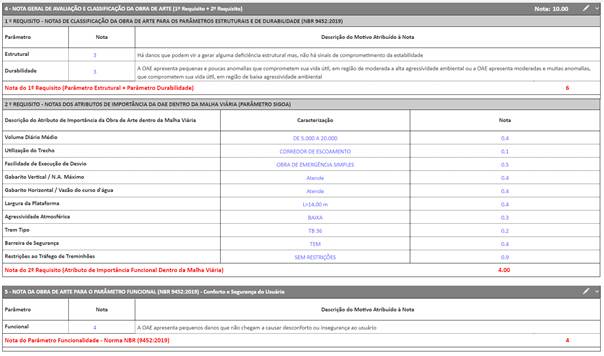 4 - NOTA GERAL DE AVALIAÇÃO E CLASSIFICAÇÃO DA OBRA DE ARTE (1º Requisito + 2º Requisito) Nota: 10.00
1 º REQUISITO - NOTAS DE CLASSIFICAÇÃO DA OBRA DE ARTE PARA OS PARÂMETROS ESTRUTURAIS E DE DURABILIDADE (NBR 9452:2019)
Parâmetro Nota Descrição do Motivo Atribuído à Nota
Estrutural 3 Há danos que podem vir a gerar alguma deficiência estrutural mas, não há sinais de comprometimento da estabilidade
Durabilidade 3 A OAE apresenta pequenas e poucas anomalias que comprometem sua vida útil, em região de moderada a alta agressividade ambiental ou a OAE apresenta moderadas e muitas anomalias,
que comprometem sua vida útil, em região de baixa agressividade ambiental
Nota do 1º Requisito (Parâmetro Estrutural + Parâmetro Durabilidade) 6
2 º REQUISITO - NOTAS DOS ATRIBUTOS DE IMPORTÂNCIA DA OAE DENTRO DA MALHA VIÁRIA (PARÂMETRO SIGOA)
Descrição do Atributo de Importância da Obra de Arte dentro da Malha Viária Caracterização Nota
Volume Diário Médio DE 5.000 A 20.000 0.4
Utilização do Trecho CORREDOR DE ESCOAMENTO 0.1
Facilidade de Execução de Desvio OBRA DE EMERGÊNCIA SIMPLES 0.5
Gabarito Vertical / N.A. Máximo Atende 0.4
Gabarito Horizontal / Vazão do curso d'água Atende 0.4
Largura da Plataforma L>14,00 m 0.4
Agressividade Atmosférica BAIXA 0.3
Trem Tipo TB 36 0.2
Barreira de Segurança TEM 0.4
Restrições ao Tráfego de Treminhões SEM RESTRIÇÕES 0.9
Nota do 2º Requisito (Atributo de Importância Funcional Dentro da Malha Viária) 4.00
5 - NOTA DA OBRA DE ARTE PARA O PARÂMETRO FUNCIONAL (NBR 9452:2019) - Conforto e Segurança do Usuário
Parâmetro Nota Descrição do Motivo Atribuído à Nota
Funcional 4 A OAE apresenta pequenos danos que não chegam a causar desconforto ou insegurança ao usuário
Nota do Parâmetro Funcionalidade - Norma NBR (9452:2019) 4